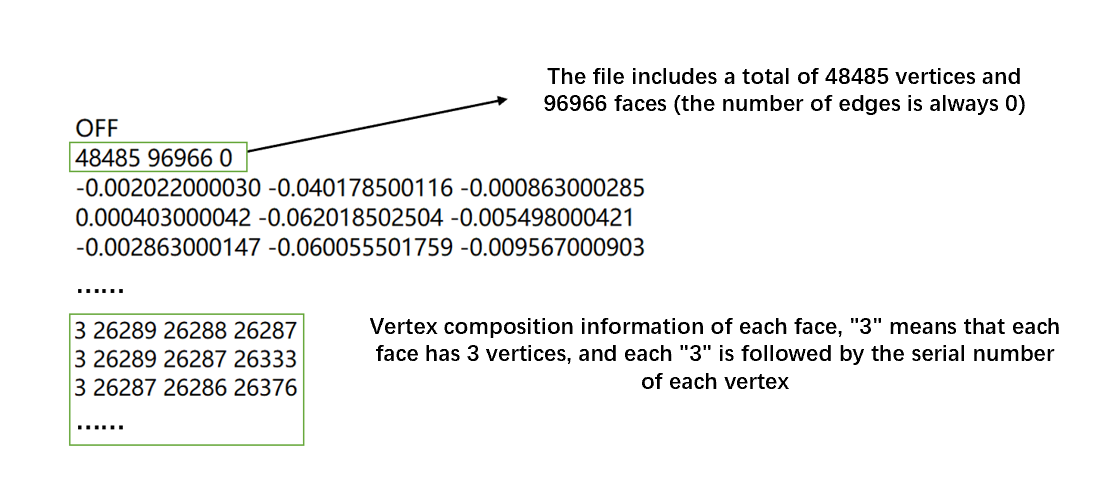 The file includes a total of 48485 vertices and
96966 faces (the number of edges is always 0)
OFF
48485 96966 0
-0.002022000030 -0.040178500116 -0.000863000285
0.000403000042 -0.062018502504 -0.005498000421
-0.002863000147 -0.060055501759 -0.009567000903
......
3 26289 26288 26287
3 26289 26287 26333
3 26287 26286 26376
......
Vertex composition information of each face, "3" means that each
face has 3 vertices, and each "3" is followed by the serial number
of each vertex